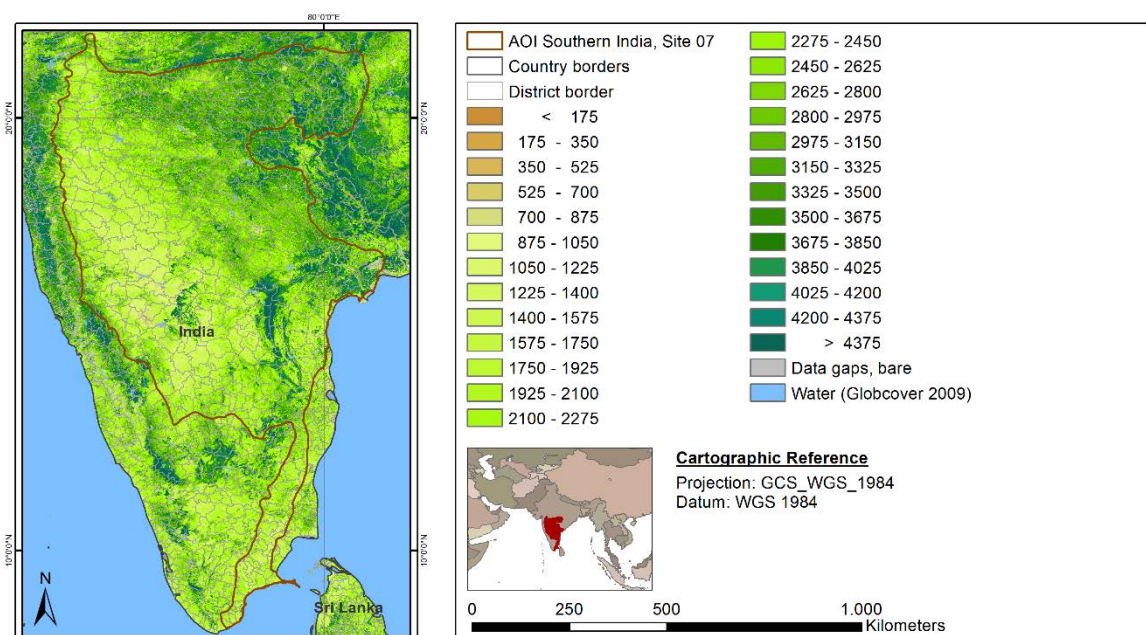 80°0'0"E
20°0'0"N
20°0'0"N
India
10°0'0"N
10°0'0"N
N
Sri Lanka
AOI Southern India, Site 07
Country borders
District border
< 175
175 - 350
350 - 525
525 - 700
700 - 875
875 - 1050
1050 - 1225
1225 - 1400
1400 - 1575
1575 - 1750
1750 - 1925
1925 - 2100
2100 - 2275
2275 - 2450
2450 - 2625
2625 - 2800
2800 - 2975
2975 - 3150
3150 - 3325
3325 - 3500
3500 - 3675
3675 - 3850
3850 - 4025
4025 - 4200
4200 - 4375
> 4375
Data gaps, bare
Water (Globcover 2009)
Cartographic Reference
Projection: GCS_WGS_1984
Datum: WGS 1984
0 250 500 1.000
Kilometers